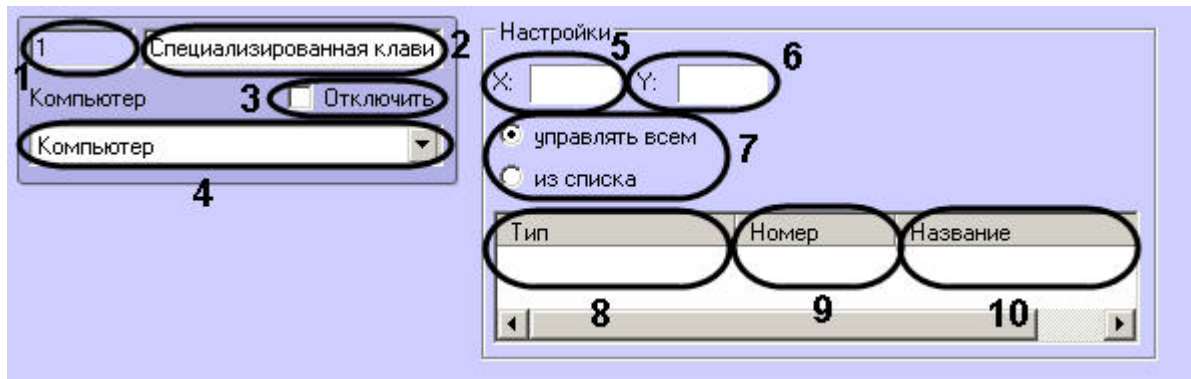 1 Специализированная клави 2
1
Компьютер 3 Отключить
Компьютер
4
Настройки
5 6
X: Y:
управлять всем
7
из списка
Тип Номер Название
8 9 10